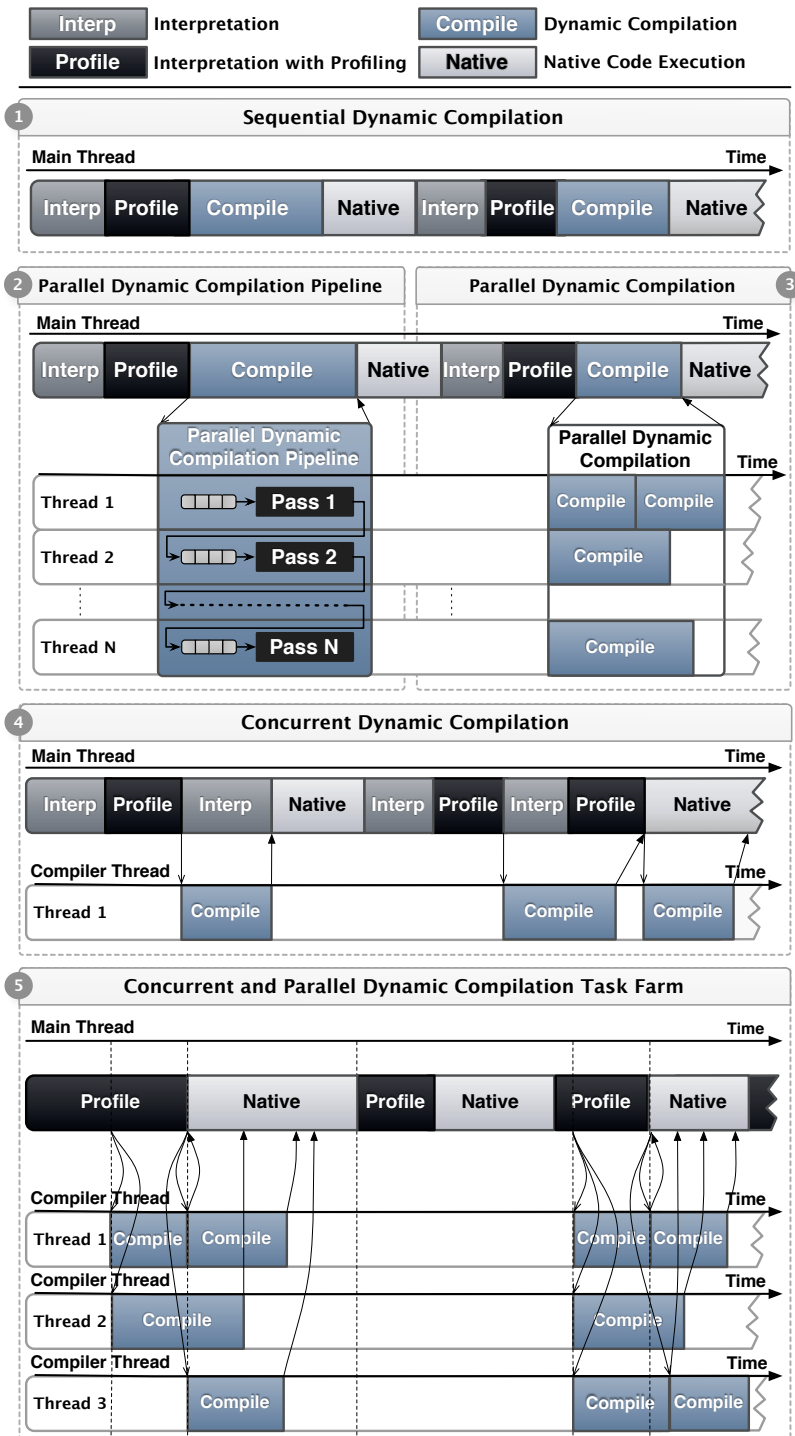 Interp Interpretation Compile Dynamic Compilation
Profile Interpretation with Profiling Native Native Code Execution
1 Sequential Dynamic Compilation
Main Thread Time
Interp Profile Compile Native Interp Profile Compile Native
2 Parallel Dynamic Compilation Pipeline Parallel Dynamic Compilation 3
Main Thread Time
Interp Profile Compile Native Interp Profile Compile Native
Parallel Dynamic
Compilation Pipeline
Parallel Dynamic
Compilation
Time
Thread 1 Pass 1 Compile Compile
Thread 2 Pass 2 Compile
Thread N Pass N Compile
4 Concurrent Dynamic Compilation
Main Thread Time
Interp Profile Interp Native Interp Profile Interp Profile Native
Compiler Thread Time
Thread 1 Compile Compile Compile
5 Concurrent and Parallel Dynamic Compilation Task Farm
Main Thread Time
Profile Native Profile Native Profile Native
Compiler Thread Time
Thread 1 Compile Compile Compile Compile
Compiler Thread Time
Thread 2 Compile Compile
Compiler Thread Time
Thread 3 Compile Compile Compile